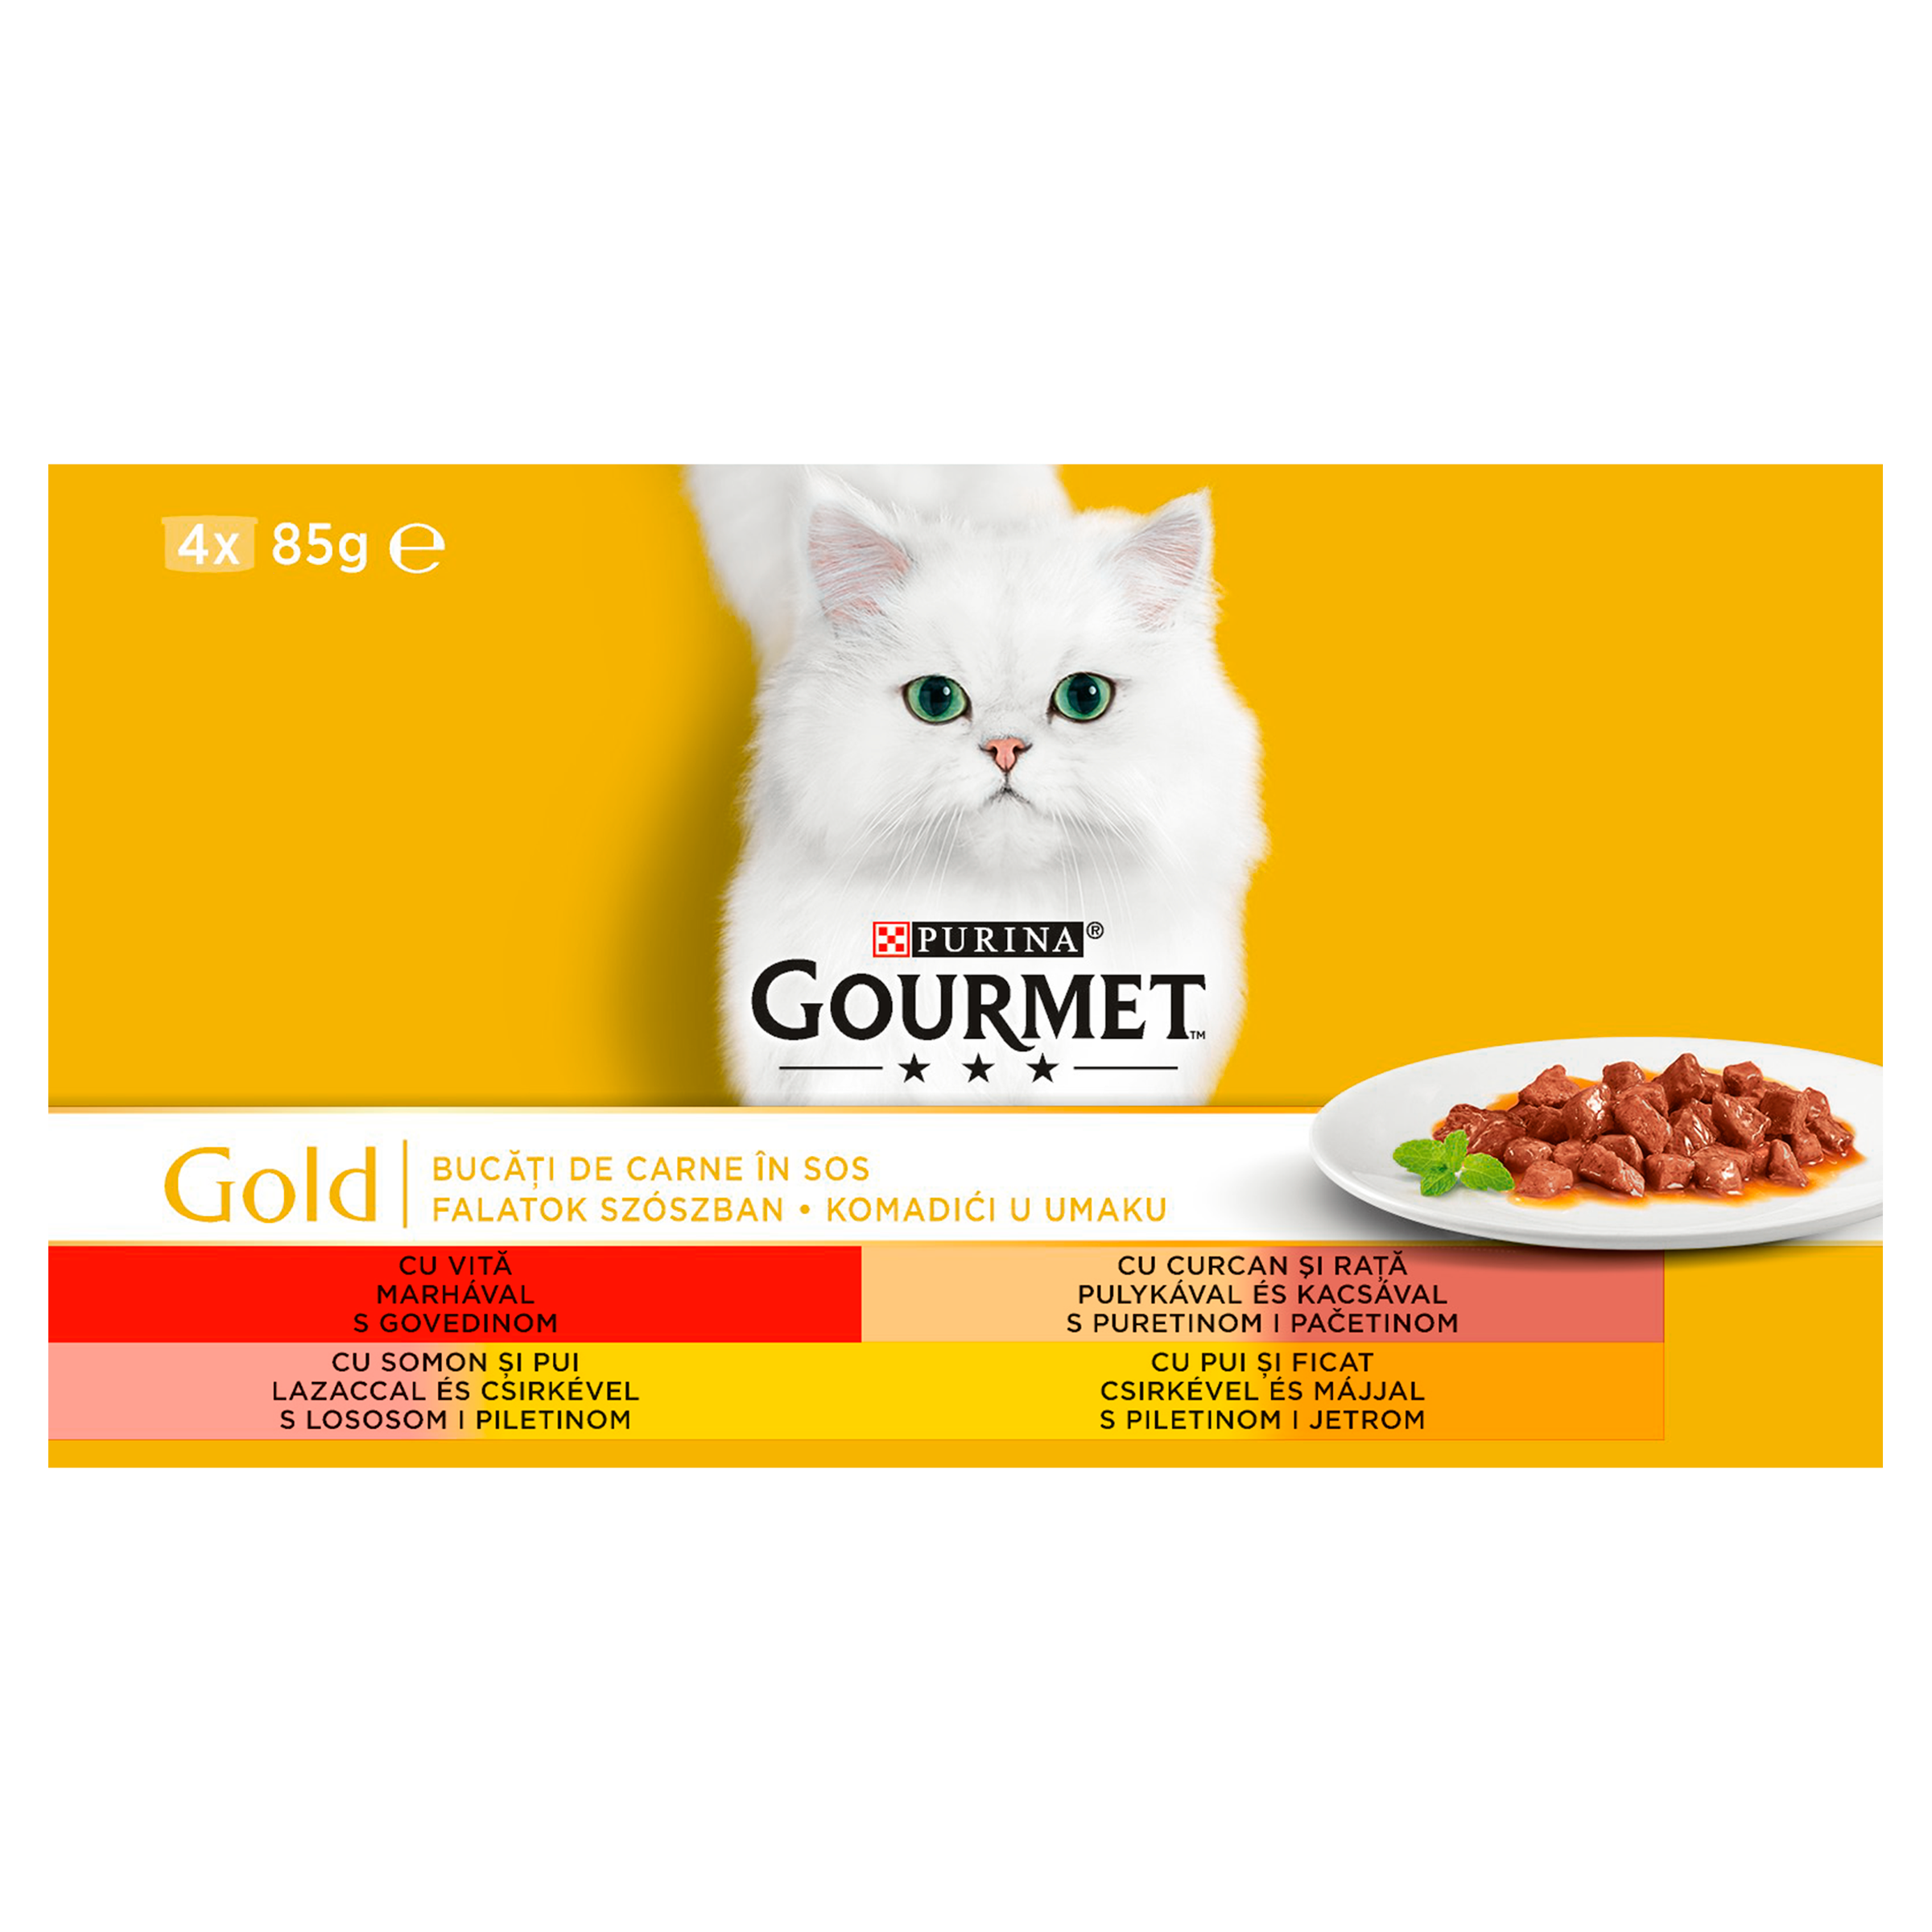 4x 85g ℮
PURINA®
GOURMET™
Gold
BUCĂȚI DE CARNE ÎN SOS
FALATOK SZÓSZBAN • KOMADIĆI U UMAKU
CU VITĂ
MARHÁVAL
S GOVEDINOM
CU CURCAN ȘI RAȚĂ
PULYKÁVAL ÉS KACSÁVAL
S PURETINOM I PAČETINOM
CU SOMON ȘI PUI
LAZACCAL ÉS CSIRKÉVEL
S LOSOSOM I PILETINOM
CU PUI ȘI FICAT
CSIRKÉVEL ÉS MÁJJAL
S PILETINOM I JETROM